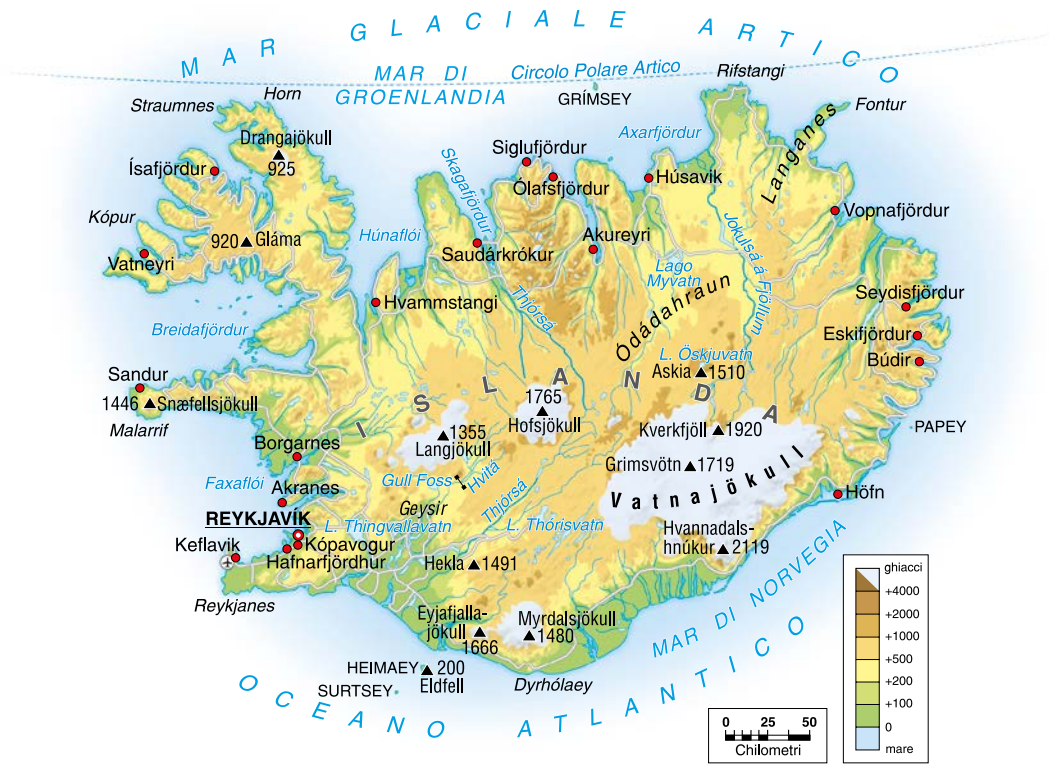 MAR GLACIALE ARTICO
Circolo Polare Artico
MAR DI
GROENLANDIA
GRÍMSEY
Rifstangi
Straumnes
Horn
Fontur
Langanes
Axarfjördur
Drangajökull
925
Ísafjördur
Siglufjördur
Ólafsfjördur
Skagafjördur
Húsavik
Vopnafjördur
Kópur
920 Gláma
Vatneyri
Húnaflói
Saudárkrókur
Akureyri
Lago
Myvatn
Jokulsá á Fjöllum
Hvammstangi
Thjórsá
Ódádahraun
Seydisfjördur
Breidafjördur
Eskifjördur
Búdir
L. Öskjuvatn
Askia 1510
Sandur
1446 Snæfellsjökull
Malarrif
ISLANDA
1765
Hofsjökull
1355
Langjökull
Kverkfjöll 1920
PAPEY
Borgarnes
Grimsvötn 1719
Vatnajökull
Faxaflói
Akranes
Gull Foss
Hvitá
Geysir
Thjórsá
Höfn
REYKJAVÍK
L. Thingvallavatn
L. Thórisvatn
Keflavik
Kópavogur
Hafnarfjördhur
Hvannadals-
hnúkur 2119
Hekla 1491
Reykjanes
Eyjafjalla-
jökull
1666
Myrdalsjökull
1480
MAR DI NORVEGIA
HEIMAEY 200
Eldfell
SURTSEY
Dyrhólaey
OCEANO ATLANTICO
ghiacci
+4000
+2000
+1000
+500
+200
+100
0
mare
0 25 50
Chilometri